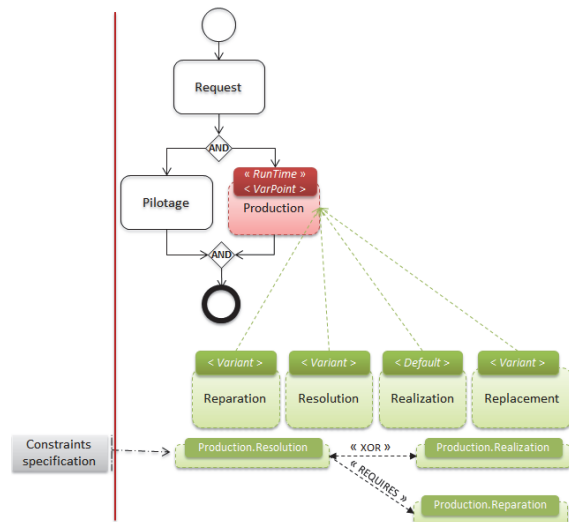 Request
AND
« RunTime »
< VarPoint >
Pilotage
Production
AND
< Variant >
< Variant >
< Default >
< Variant >
Reparation
Resolution
Realization
Replacement
Constraints
specification
Production.Resolution
« XOR »
Production.Realization
« REQUIRES »
Production.Reparation